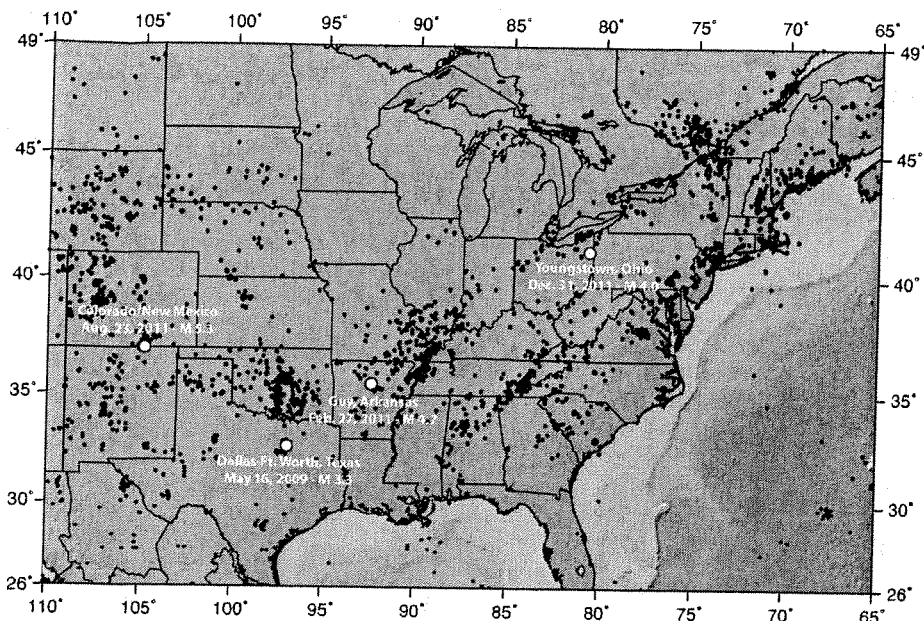 110° 105° 100° 95° 90° 85° 80° 75° 70° 65°
49° 49°
45° 45°
40° 40°
35° 35°
30° 30°
26° 26°
110° 105° 100° 95° 90° 85° 80° 75° 70° 65°
Youngstown, Ohio
Dec. 31, 2011 - M 4.0
Colorado/New Mexico
Aug. 23, 2011 - M 5.3
Guy, Arkansas
Feb. 27, 2011 - M 4.7
Dallas-Ft. Worth, Texas
May 16, 2009 - M 3.3